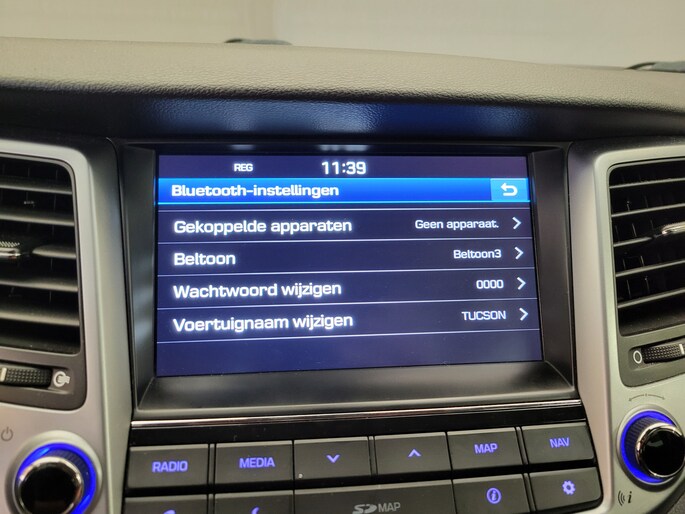 REG 11:39
Bluetooth-instellingen
Gekoppelde apparaten Geen apparaat.
Beltoon Beltoon3
Wachtwoord wijzigen 0000
Voertuignaam wijzigen TUCSON
RADIO MEDIA MAP NAV
SD MAP